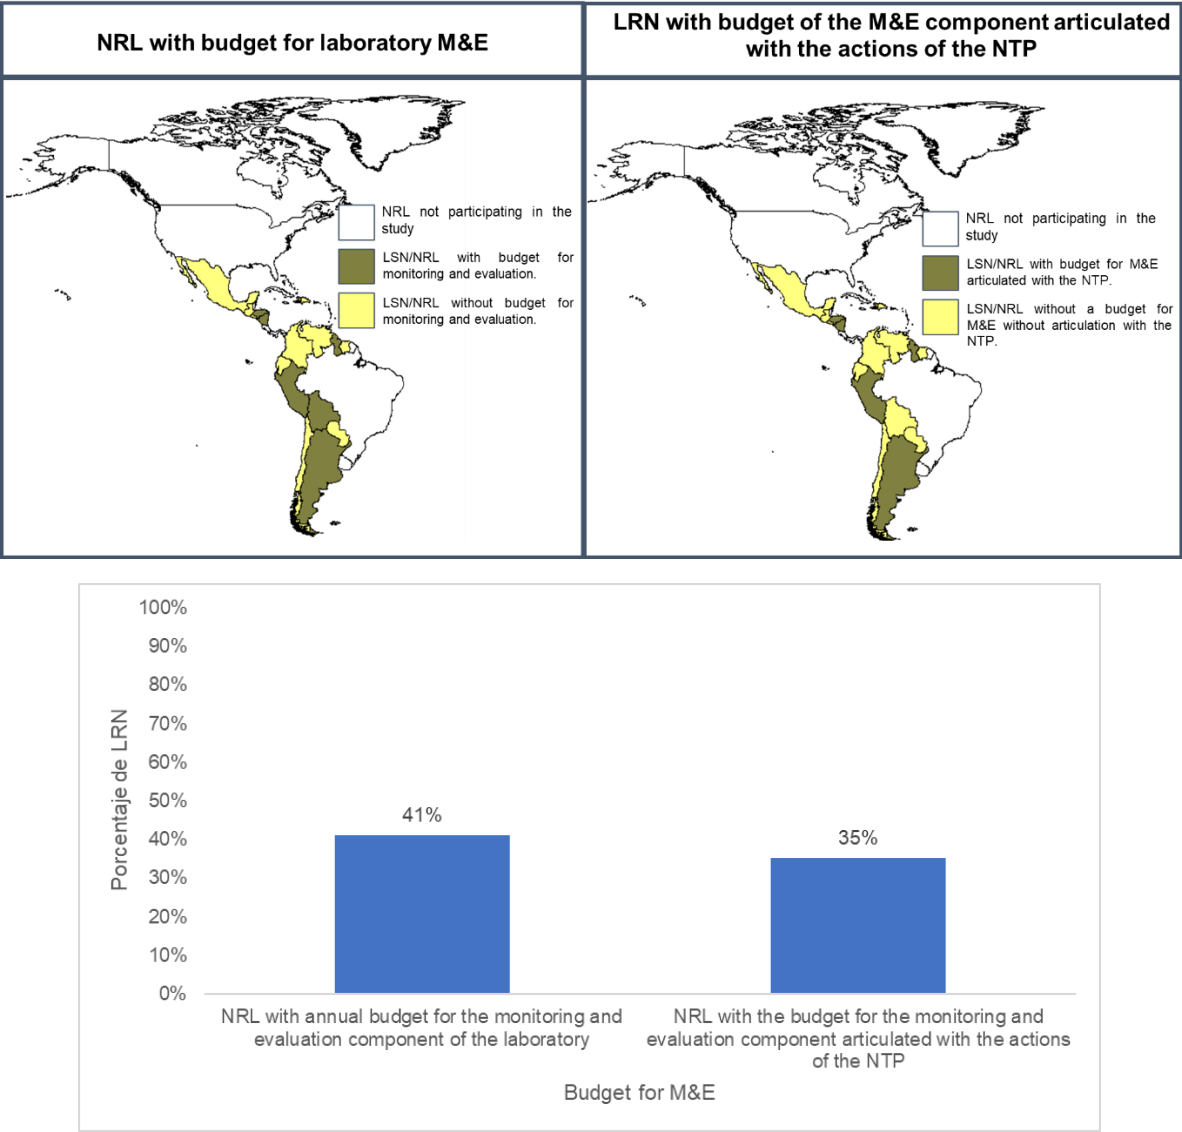 NRL with budget for laboratory M&E
LRN with budget of the M&E component articulated
with the actions of the NTP
NRL not participating in the
study
LSN/NRL with budget for
monitoring and evaluation.
LSN/NRL without budget for
monitoring and evaluation.
NRL not participating in the
study
LSN/NRL with budget for M&E
articulated with the NTP.
LSN/NRL without a budget for
M&E without articulation with the
NTP.
100%
90%
80%
70%
60%
50%
40%
30%
20%
10%
0%
Porcentaje de LRN
41%
35%
NRL with annual budget for the monitoring and
evaluation component of the laboratory
NRL with the budget for the monitoring and
evaluation component articulated with the actions
of the NTP
Budget for M&E